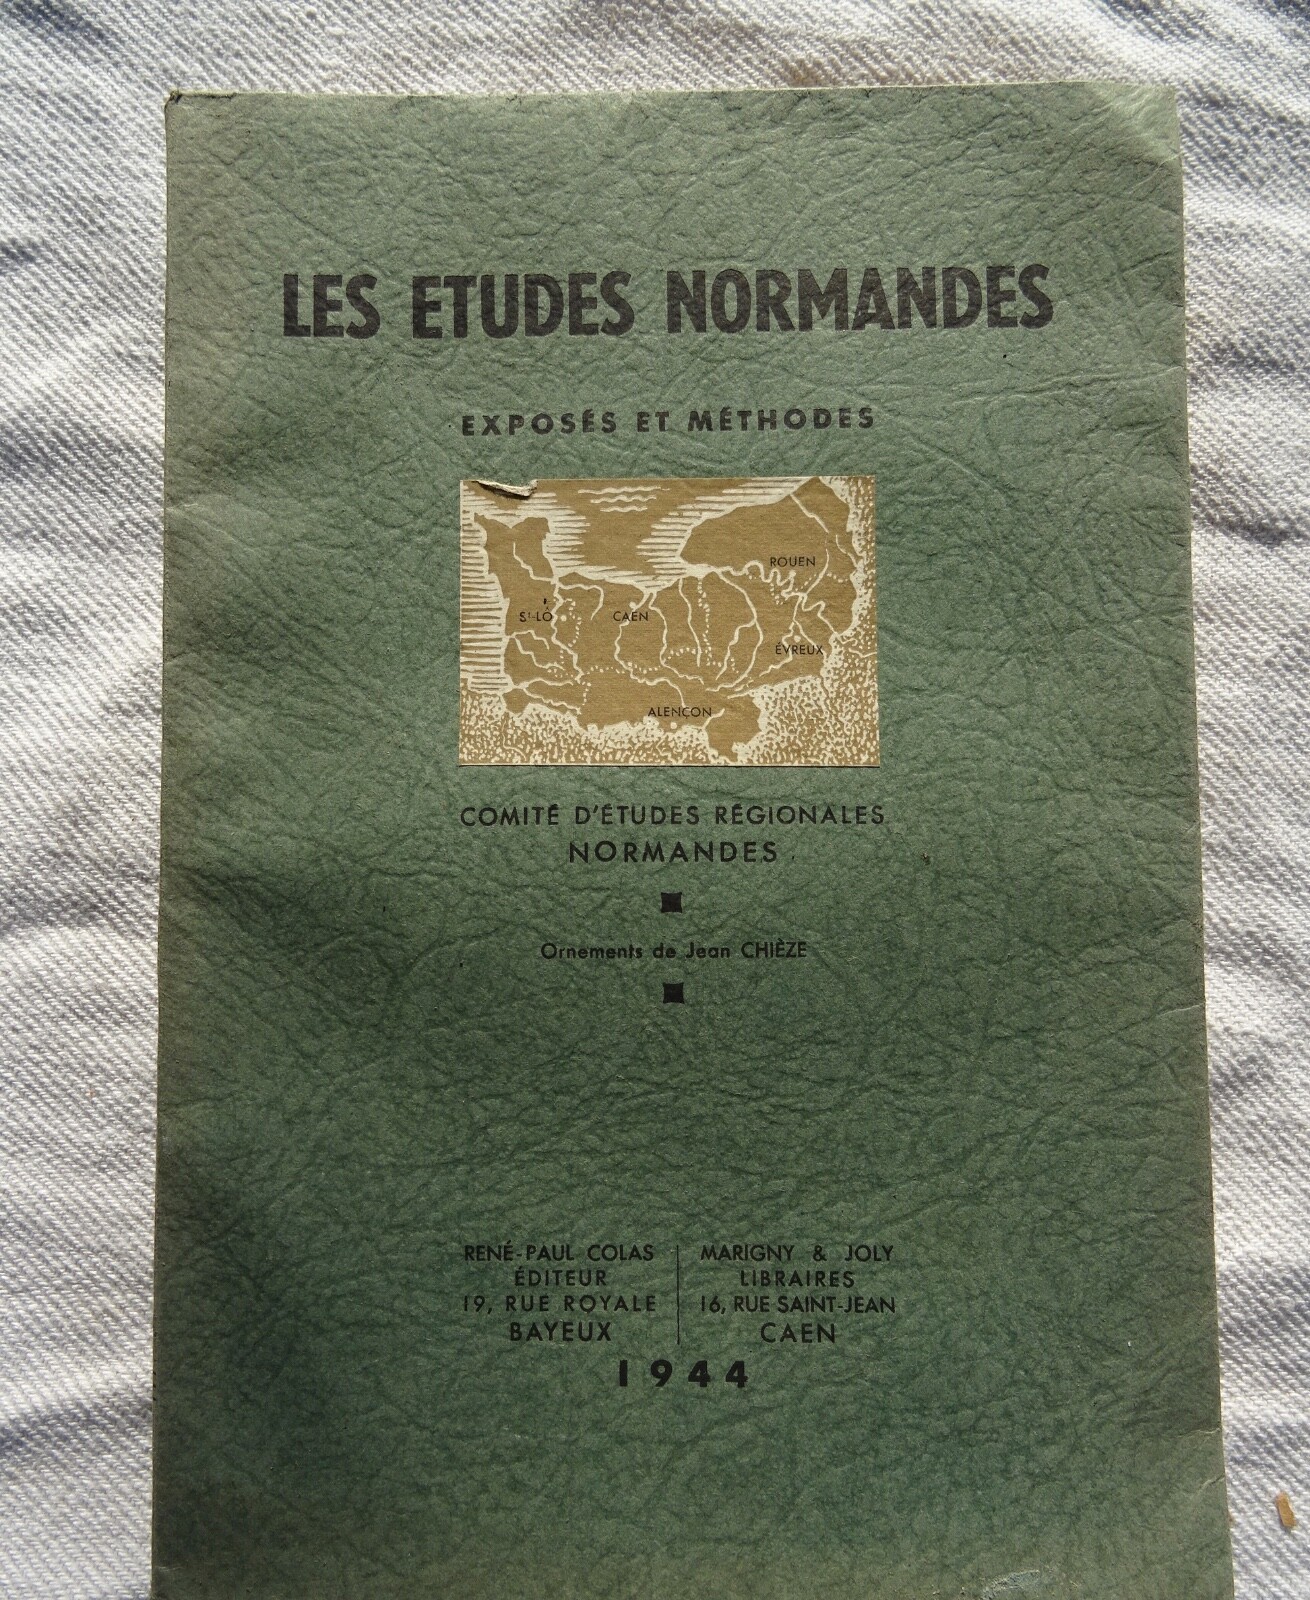 LES ETUDES NORMANDES
EXPOSÉS ET MÉTHODES
ROUEN
St-LÔ
CAEN
ÉVREUX
ALENÇON
COMITÉ D'ÉTUDES RÉGIONALES
NORMANDES
Ornements de Jean CHIÈZE
RENÉ-PAUL COLAS
ÉDITEUR
19, RUE ROYALE
BAYEUX
MARIGNY & JOLY
LIBRAIRES
16, RUE SAINT-JEAN
CAEN
1944